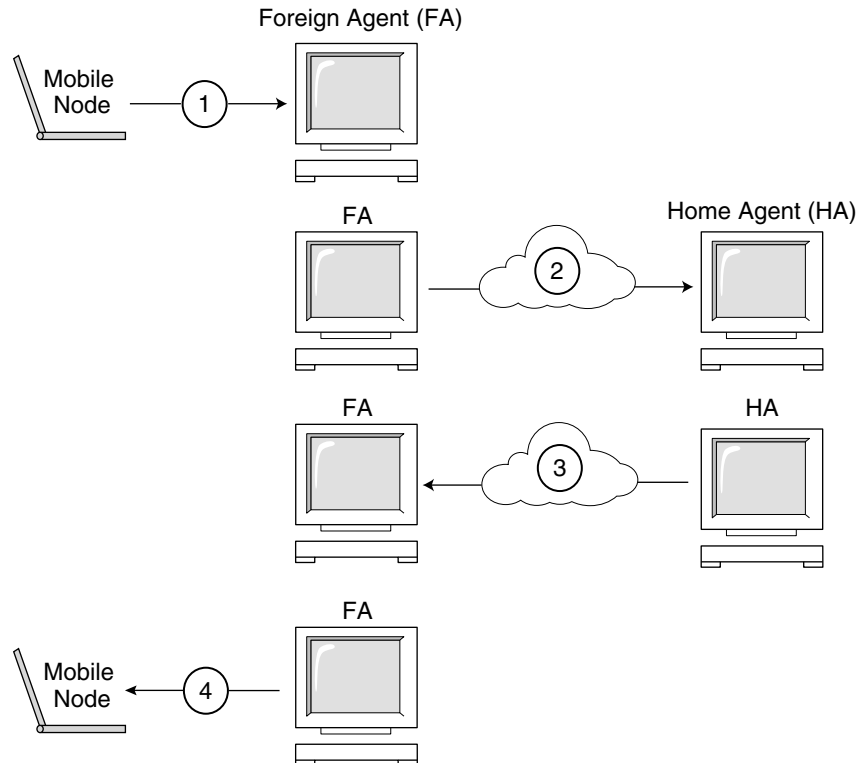 Foreign Agent (FA)
Mobile
Node
1
FA
Home Agent (HA)
2
FA
HA
3
FA
Mobile
Node
4